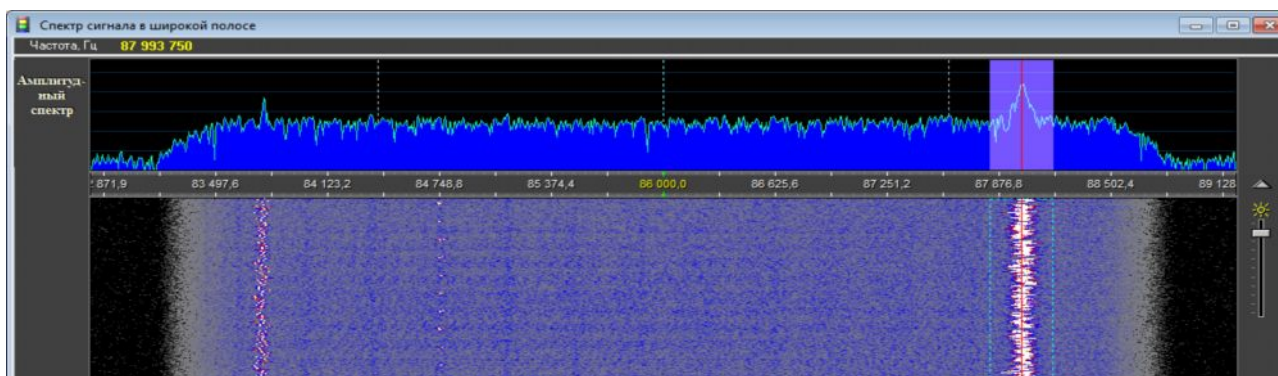 Спектр сигнала в широкой полосе
Частота, Гц 87 993 750
Амплитуд-
ный
спектр
871,9 83 497,6 84 123,2 84 748,8 85 374,4 86 000,0 86 625,6 87 251,2 87 876,8 88 502,4 89 128